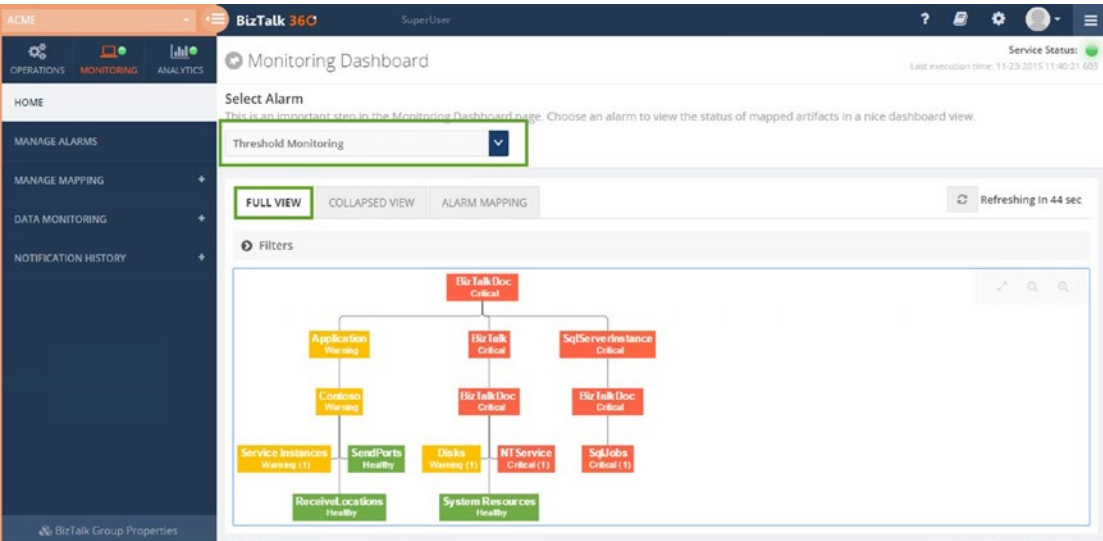 ACME
BizTalk 360
SuperUser
?
OPERATIONS
MONITORING
ANALYTICS
HOME
MANAGE ALARMS
MANAGE MAPPING +
DATA MONITORING +
NOTIFICATION HISTORY +
BizTalk Group Properties
Monitoring Dashboard
Service Status:
Last execution time: 11-23-2015 11:40:21.603
Select Alarm
This is an important step in the Monitoring Dashboard page. Choose an alarm to view the status of mapped artifacts in a nice dashboard view.
Threshold Monitoring
FULL VIEW
COLLAPSED VIEW
ALARM MAPPING
Refreshing In 44 sec
Filters
BizTalkDoc
Critical
Application
Warning
BizTalk
Critical
SqlServerInstance
Critical
Contoso
Warning
BizTalkDoc
Critical
BizTalkDoc
Critical
Service Instances
Warning (1)
SendPorts
Healthy
Disks
Warning (1)
NTService
Critical (1)
SqlJobs
Critical (1)
ReceiveLocations
Healthy
System Resources
Healthy